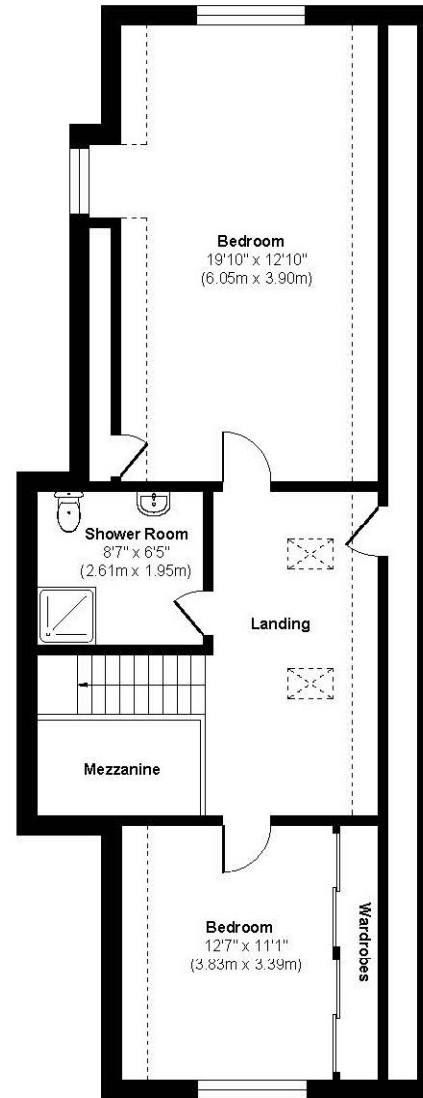 Bedroom
19'10" x 12'10"
(6.05m x 3.90m)
Shower Room
8'7" x 6'5"
(2.61m x 1.95m)
Landing
Mezzanine
Bedroom
12'7" x 11'1"
(3.83m x 3.39m)
Wardrobes